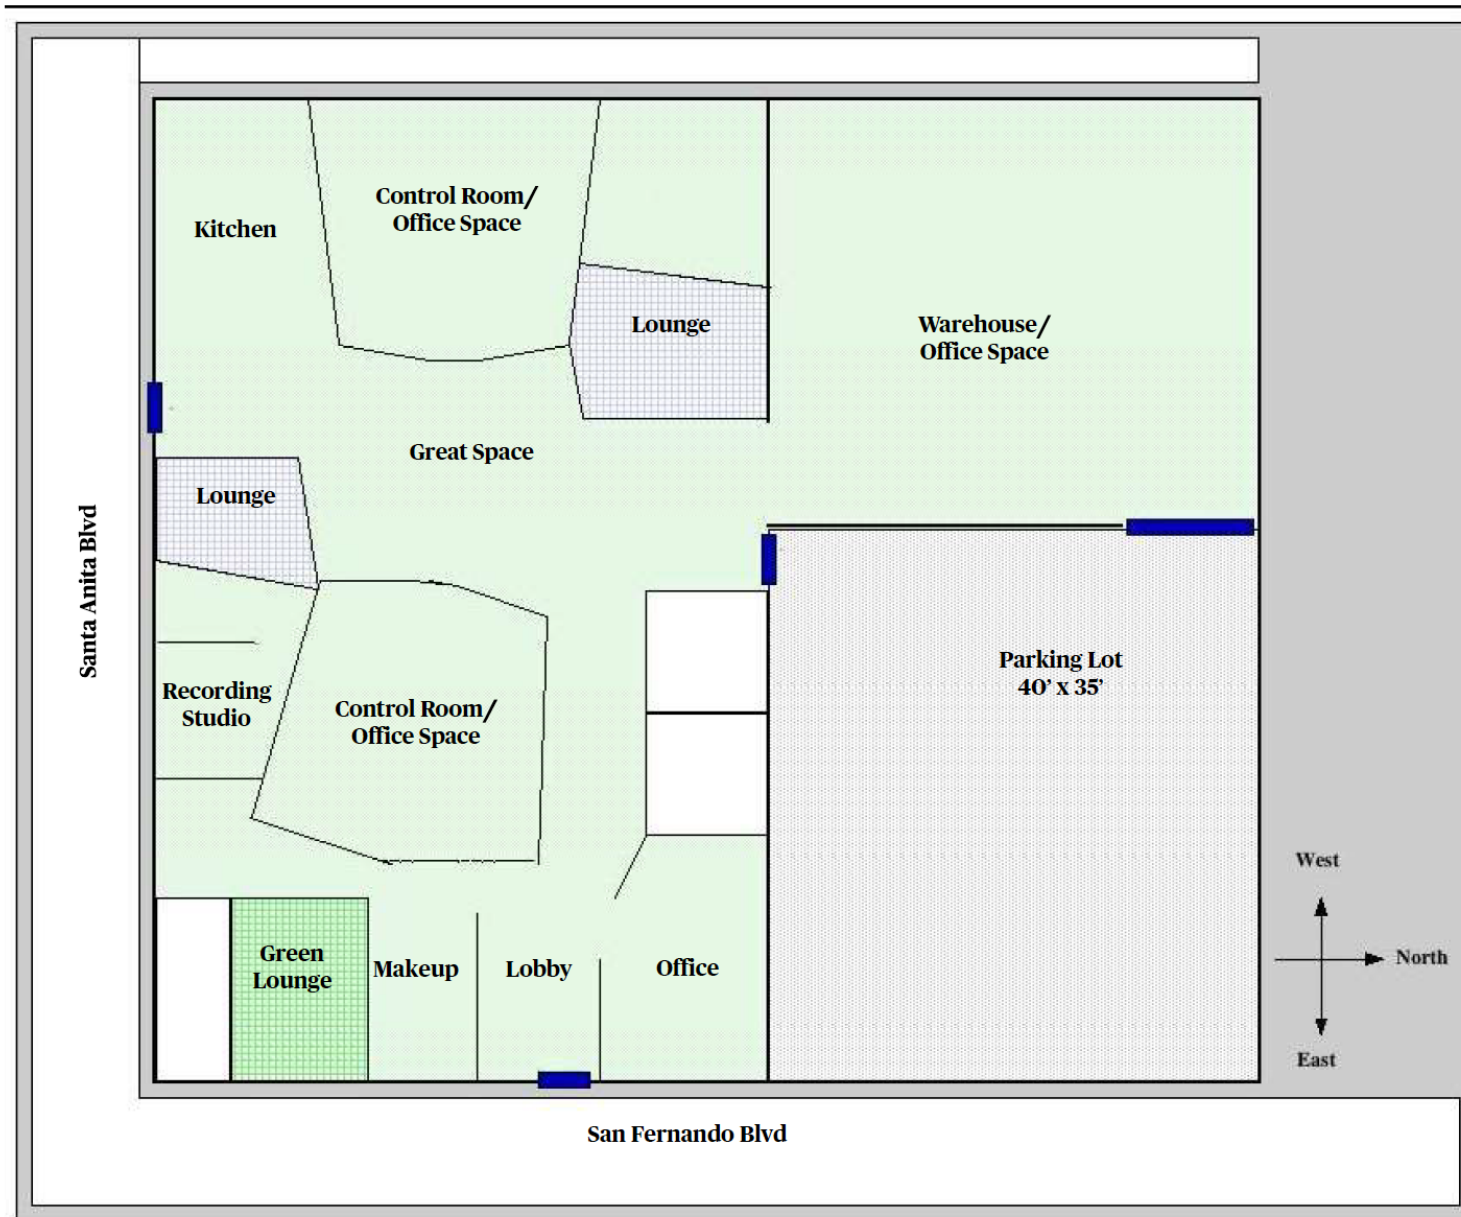 Control Room/
Office Space
Kitchen
Lounge
Warehouse/
Office Space
Great Space
Lounge
Santa Anita Blvd
Recording
Studio
Control Room/
Office Space
Parking Lot
40’ x 35’
West
North
East
Green
Lounge
Makeup
Lobby
Office
San Fernando Blvd